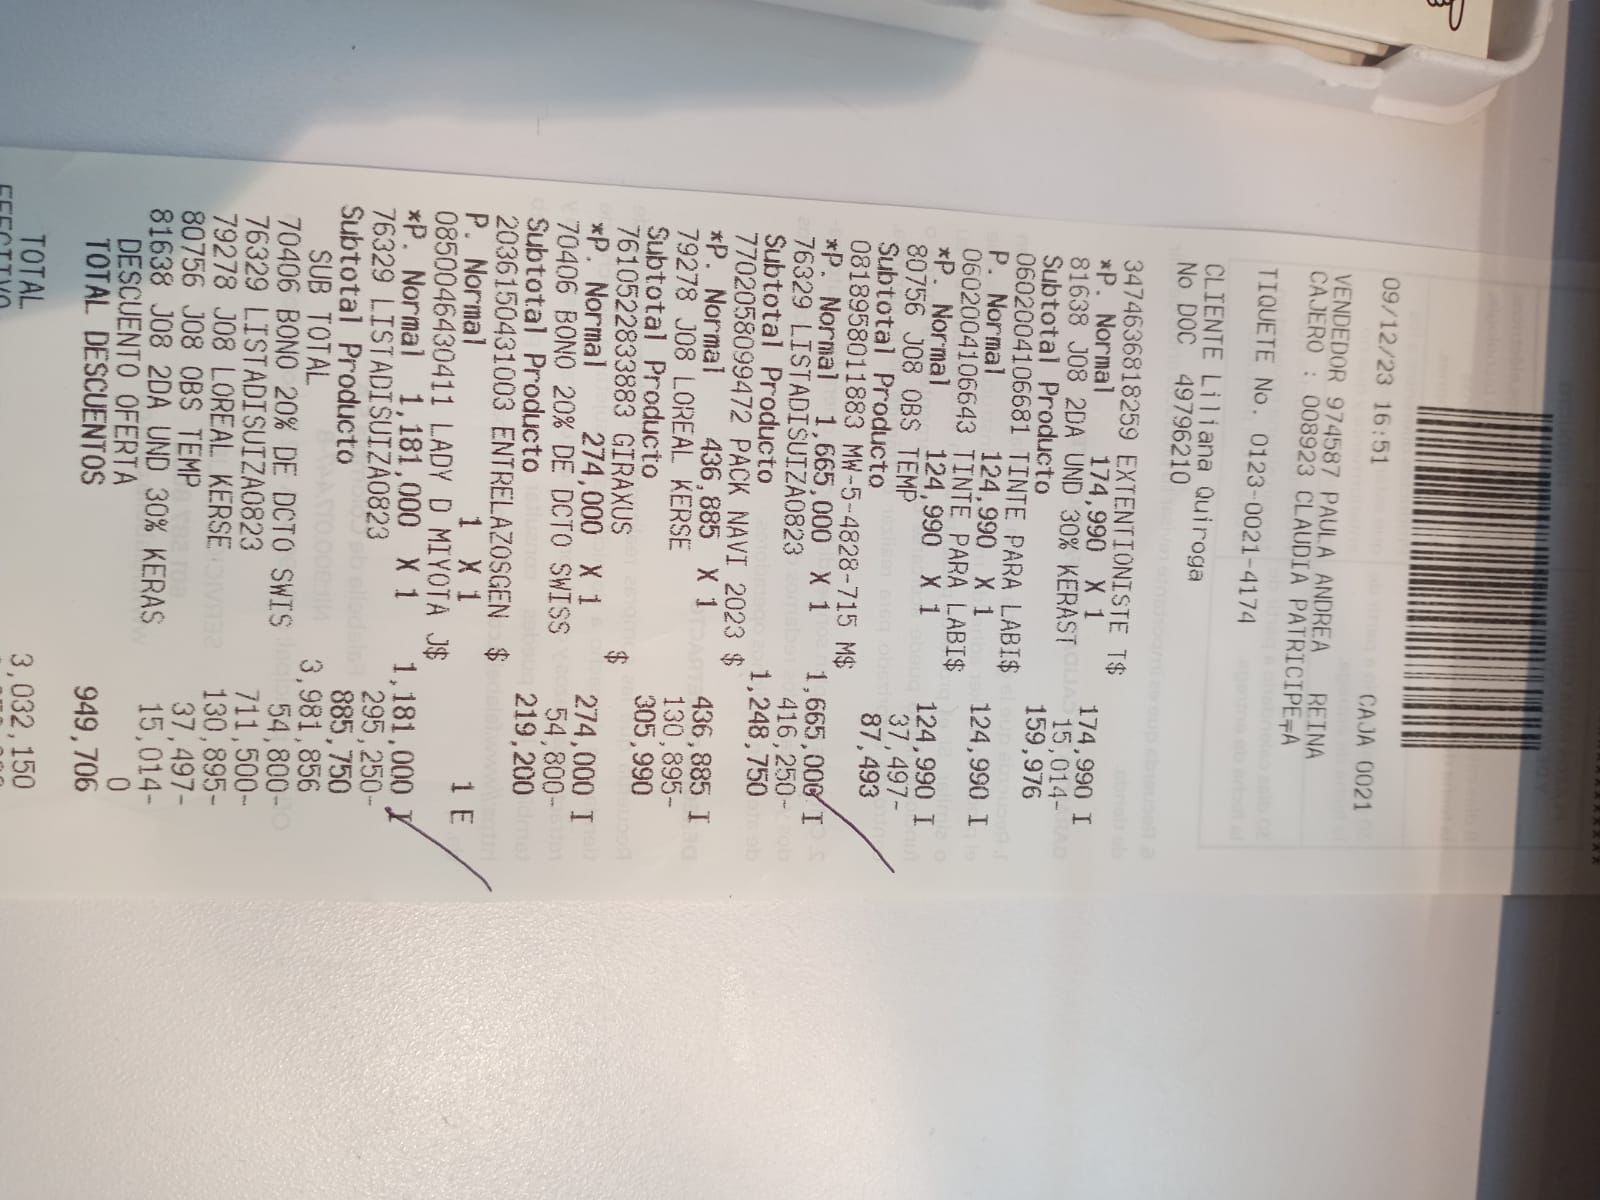 09/12/23 16:51 CAJA 0021
VENDEDOR 974587 PAULA ANDREA REINA
CAJERO : 008923 CLAUDIA PATRICIPE=A
TIQUETE No. 0123-0021-4174
CLIENTE Liliana Quiroga
No DOC 49796210
3474636818259 EXTENTIONISTE T$
*P. Normal 174,990 X 1 174,990 I
81638 J08 2DA UND 30% KERAST 15,014-
Subtotal Producto 159,976
0602004106681 TINTE PARA LABI$
P. Normal 124,990 X 1 124,990 I
0602004106643 TINTE PARA LABI$
*P. Normal 124,990 X 1 124,990 I
80756 J08 OBS TEMP 37,497-
Subtotal Producto 87,493
0818958011883 MW-5-4828-715 M$
*P. Normal 1,665,000 X 1 1,665,000 I
76329 LISTADISUIZA0823 416,250-
Subtotal Producto 1,248,750
7702058099472 PACK NAVI 2023 $
*P. Normal 436,885 X 1 436,885 I
79278 J08 LOREAL KERSE 130,895-
Subtotal Producto 305,990
7610522833883 GIRAXUS $
*P. Normal 274,000 X 1 274,000 I
70406 BONO 20% DE DCTO SWISS 54,800-
Subtotal Producto 219,200
2036150431003 ENTRELAZOSGEN $
P. Normal 1 X 1 1 E
0850046430411 LADY D MIYOTA J$
*P. Normal 1,181,000 X 1 1,181,000 I
76329 LISTADISUIZA0823 295,250-
Subtotal Producto 885,750
SUB TOTAL 3,981,856
70406 BONO 20% DE DCTO SWIS 54,800-
76329 LISTADISUIZA0823 711,500-
79278 J08 LOREAL KERSE 130,895-
80756 J08 OBS TEMP 37,497-
81638 J08 2DA UND 30% KERAS 15,014-
DESCUENTO OFERTA 0
TOTAL DESCUENTOS 949,706
TOTAL 3,032,150
EFECTIVO